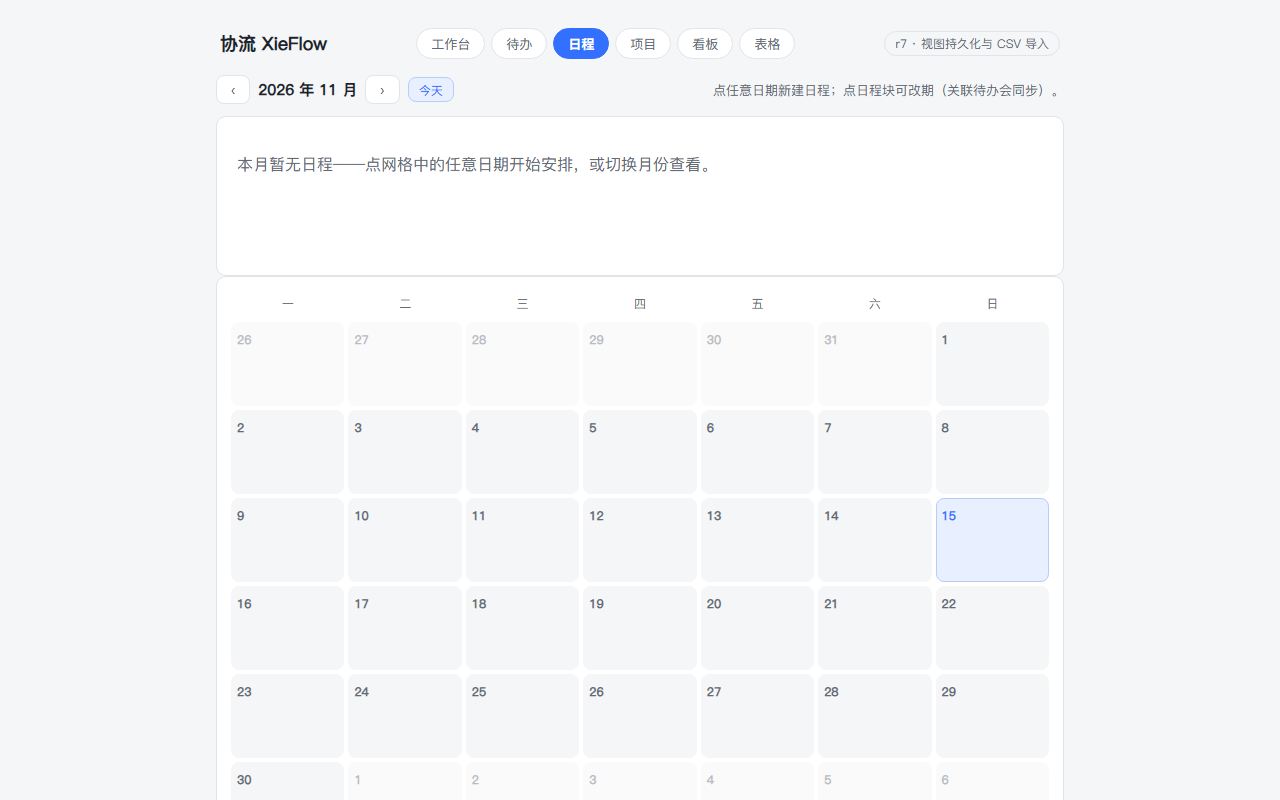 协流 XieFlow
工作台 待办 日程 项目 看板 表格
r7 · 视图持久化与 CSV 导入
‹ 2026 年 11 月 › 今天
点任意日期新建日程；点日程块可改期（关联待办会同步）。
本月暂无日程——点网格中的任意日期开始安排，或切换月份查看。
一 二 三 四 五 六 日
26 27 28 29 30 31 1
2 3 4 5 6 7 8
9 10 11 12 13 14 15
16 17 18 19 20 21 22
23 24 25 26 27 28 29
30 1 2 3 4 5 6